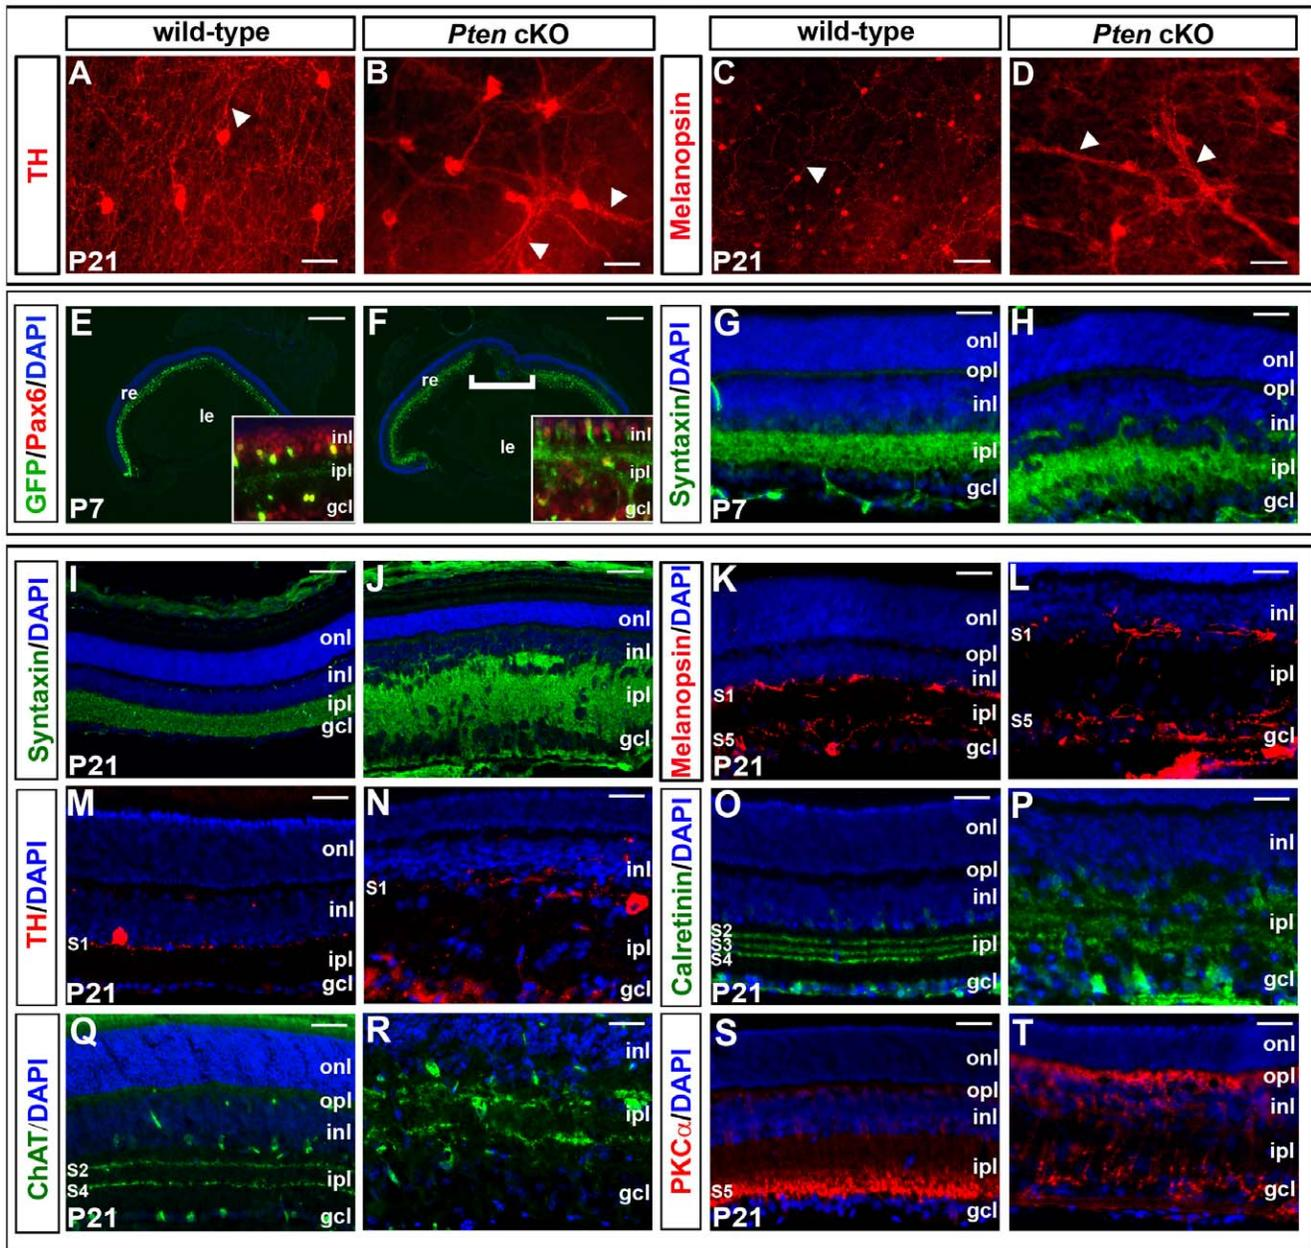 wild-type Pten cKO wild-type Pten cKO
TH
A
P21
B
Melanopsin
C
P21
D
GFP/Pax6/DAPI
E
re
le
inl
ipl
gcl
P7
F
re
le
inl
ipl
gcl
Syntaxin/DAPI
G
onl
opl
inl
ipl
gcl
P7
H
onl
opl
inl
ipl
gcl
Syntaxin/DAPI
I
onl
inl
ipl
gcl
P21
J
onl
inl
ipl
gcl
Melanopsin/DAPI
K
onl
opl
inl
S1
ipl
S5
gcl
P21
L
inl
S1
ipl
S5
gcl
TH/DAPI
M
onl
inl
S1
ipl
gcl
P21
N
inl
S1
ipl
gcl
Calretinin/DAPI
O
onl
opl
inl
S2
S3
S4
ipl
gcl
P21
P
inl
ipl
gcl
ChAT/DAPI
Q
onl
opl
inl
S2
S4
ipl
gcl
P21
R
inl
ipl
gcl
PKCα/DAPI
S
onl
opl
inl
ipl
S5
gcl
P21
T
onl
opl
inl
ipl
gcl